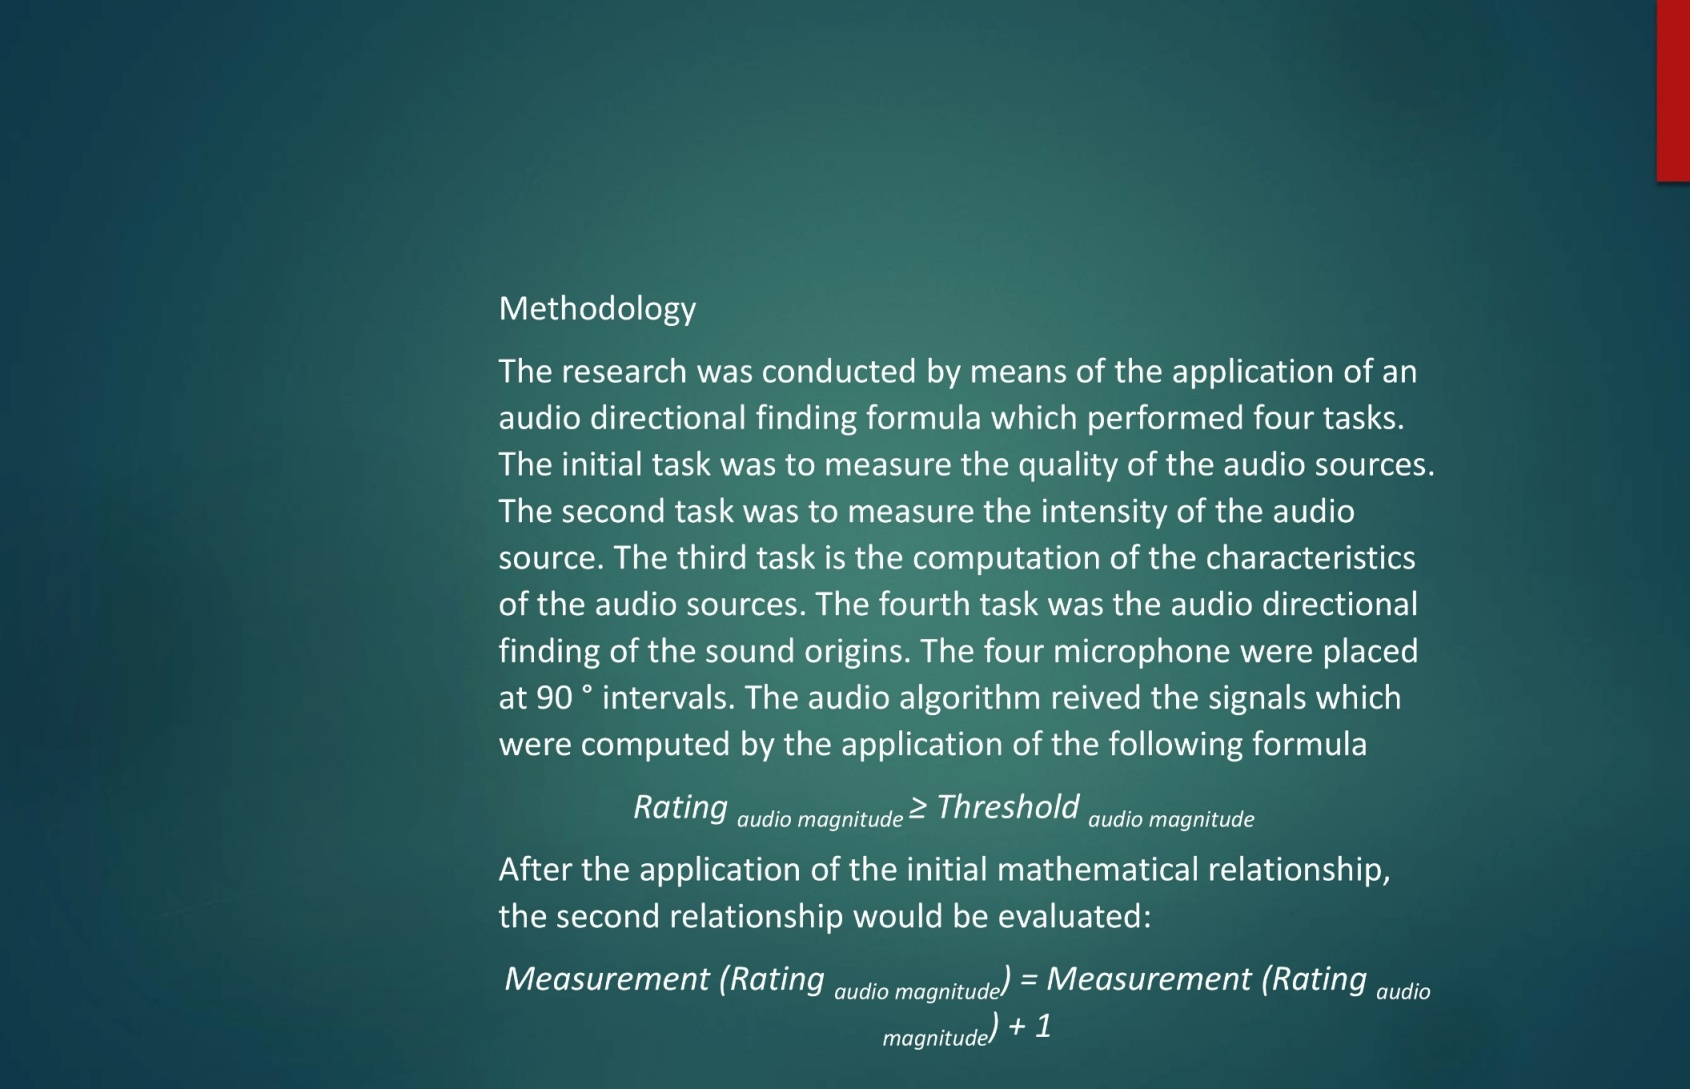 Methodology
The research was conducted by means of the application of an
audio directional finding formula which performed four tasks.
The initial task was to measure the quality of the audio sources.
The second task was to measure the intensity of the audio
source. The third task is the computation of the characteristics
of the audio sources. The fourth task was the audio directional
finding of the sound origins. The four microphone were placed
at 90 ° intervals. The audio algorithm reived the signals which
were computed by the application of the following formula
Rating audio magnitude ≥ Threshold audio magnitude
After the application of the initial mathematical relationship,
the second relationship would be evaluated:
Measurement (Rating audio magnitude) = Measurement (Rating audio
magnitude) + 1